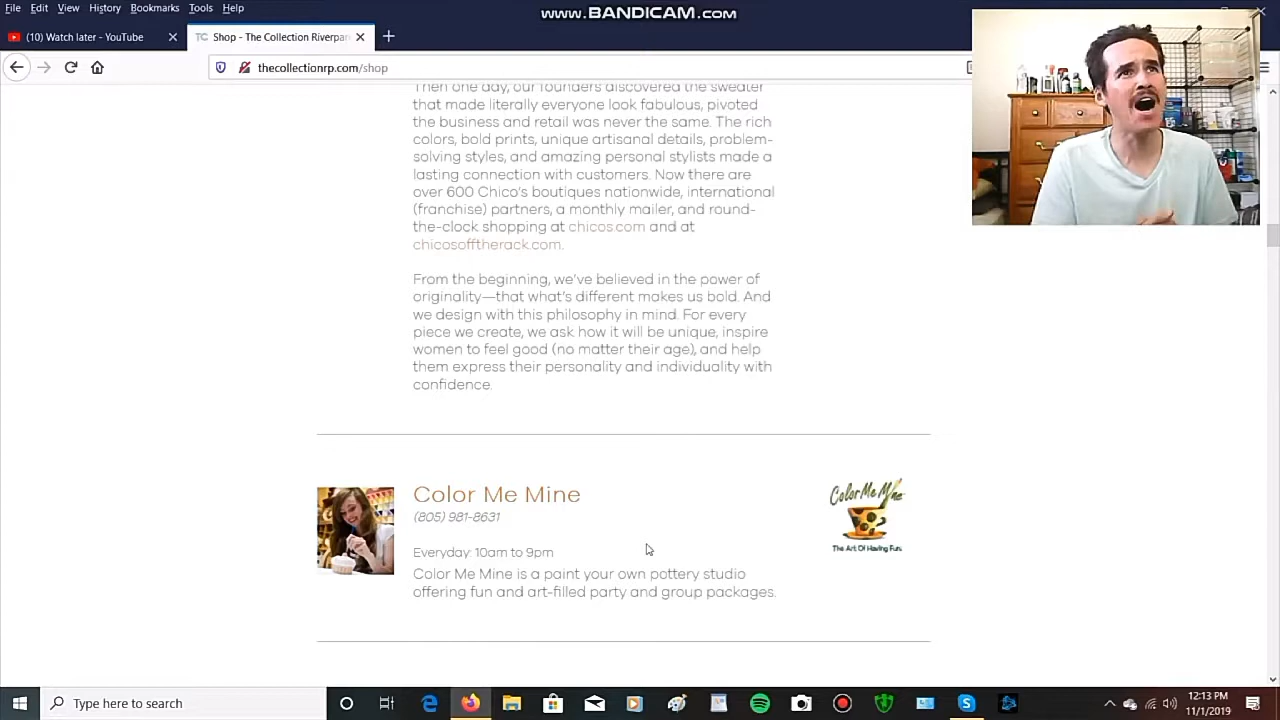 File Edit View History Bookmarks Tools Help
www.BANDICAM.com
(10) Watch later - YouTube
TC Shop - The Collection Riverpar
thecollectionrp.com/shop
that made literally everyone look fabulous, pivoted
the business and retail was never the same. The rich
colors, bold prints, unique artisanal details, problem-
solving styles, and amazing personal stylists made a
lasting connection with customers. Now there are
over 600 Chico's boutiques nationwide, international
(franchise) partners, a monthly mailer, and round-
the-clock shopping at chicos.com and at
chicosofftherack.com.
From the beginning, we've believed in the power of
originality—that what's different makes us bold. And
we design with this philosophy in mind. For every
piece we create, we ask how it will be unique, inspire
women to feel good (no matter their age), and help
them express their personality and individuality with
confidence.
Color Me Mine
(805) 981-8631
Everyday: 10am to 9pm
Color Me Mine is a paint your own pottery studio
offering fun and art-filled party and group packages.
Color Me Mine
The Art Of Having Fun.
Type here to search
12:13 PM
11/1/2019